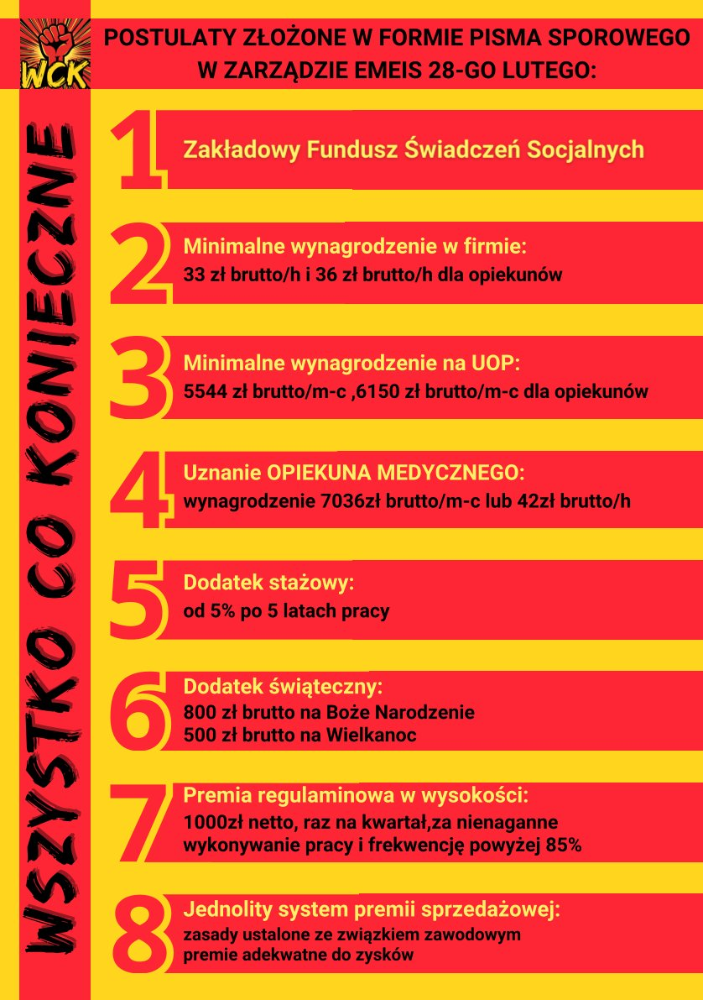 WCK
POSTULATY ZŁOŻONE W FORMIE PISMA SPOROWEGO
W ZARZĄDZIE EMEIS 28-GO LUTEGO:
WSZYSTKO CO KONIECZNE
1
Zakładowy Fundusz Świadczeń Socjalnych
2
Minimalne wynagrodzenie w firmie:
33 zł brutto/h i 36 zł brutto/h dla opiekunów
3
Minimalne wynagrodzenie na UOP:
5544 zł brutto/m-c ,6150 zł brutto/m-c dla opiekunów
4
Uznanie OPIEKUNA MEDYCZNEGO:
wynagrodzenie 7036zł brutto/m-c lub 42zł brutto/h
5
Dodatek stażowy:
od 5% po 5 latach pracy
6
Dodatek świąteczny:
800 zł brutto na Boże Narodzenie
500 zł brutto na Wielkanoc
7
Premia regulaminowa w wysokości:
1000zł netto, raz na kwartał,za nienaganne
wykonywanie pracy i frekwencję powyżej 85%
8
Jednolity system premii sprzedażowej:
zasady ustalone ze związkiem zawodowym
premie adekwatne do zysków